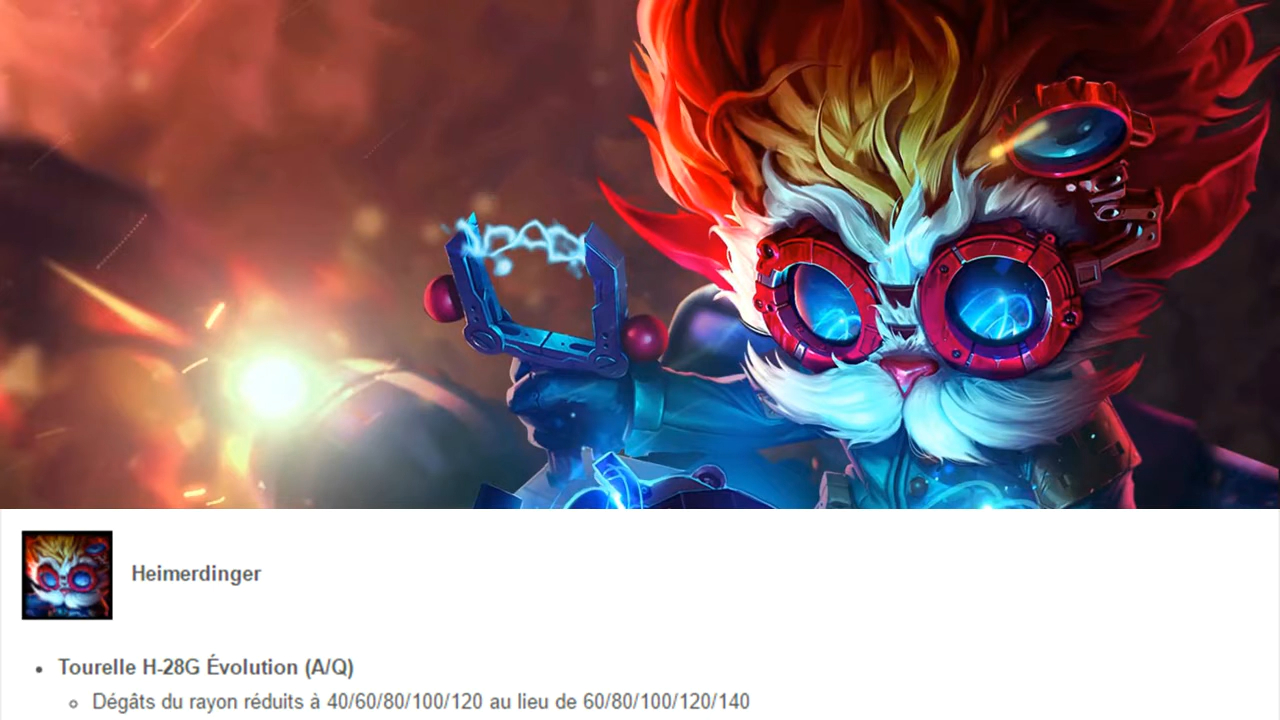 Heimerdinger
Tourelle H-28G Évolution (A/Q)
Dégâts du rayon réduits à 40/60/80/100/120 au lieu de 60/80/100/120/140